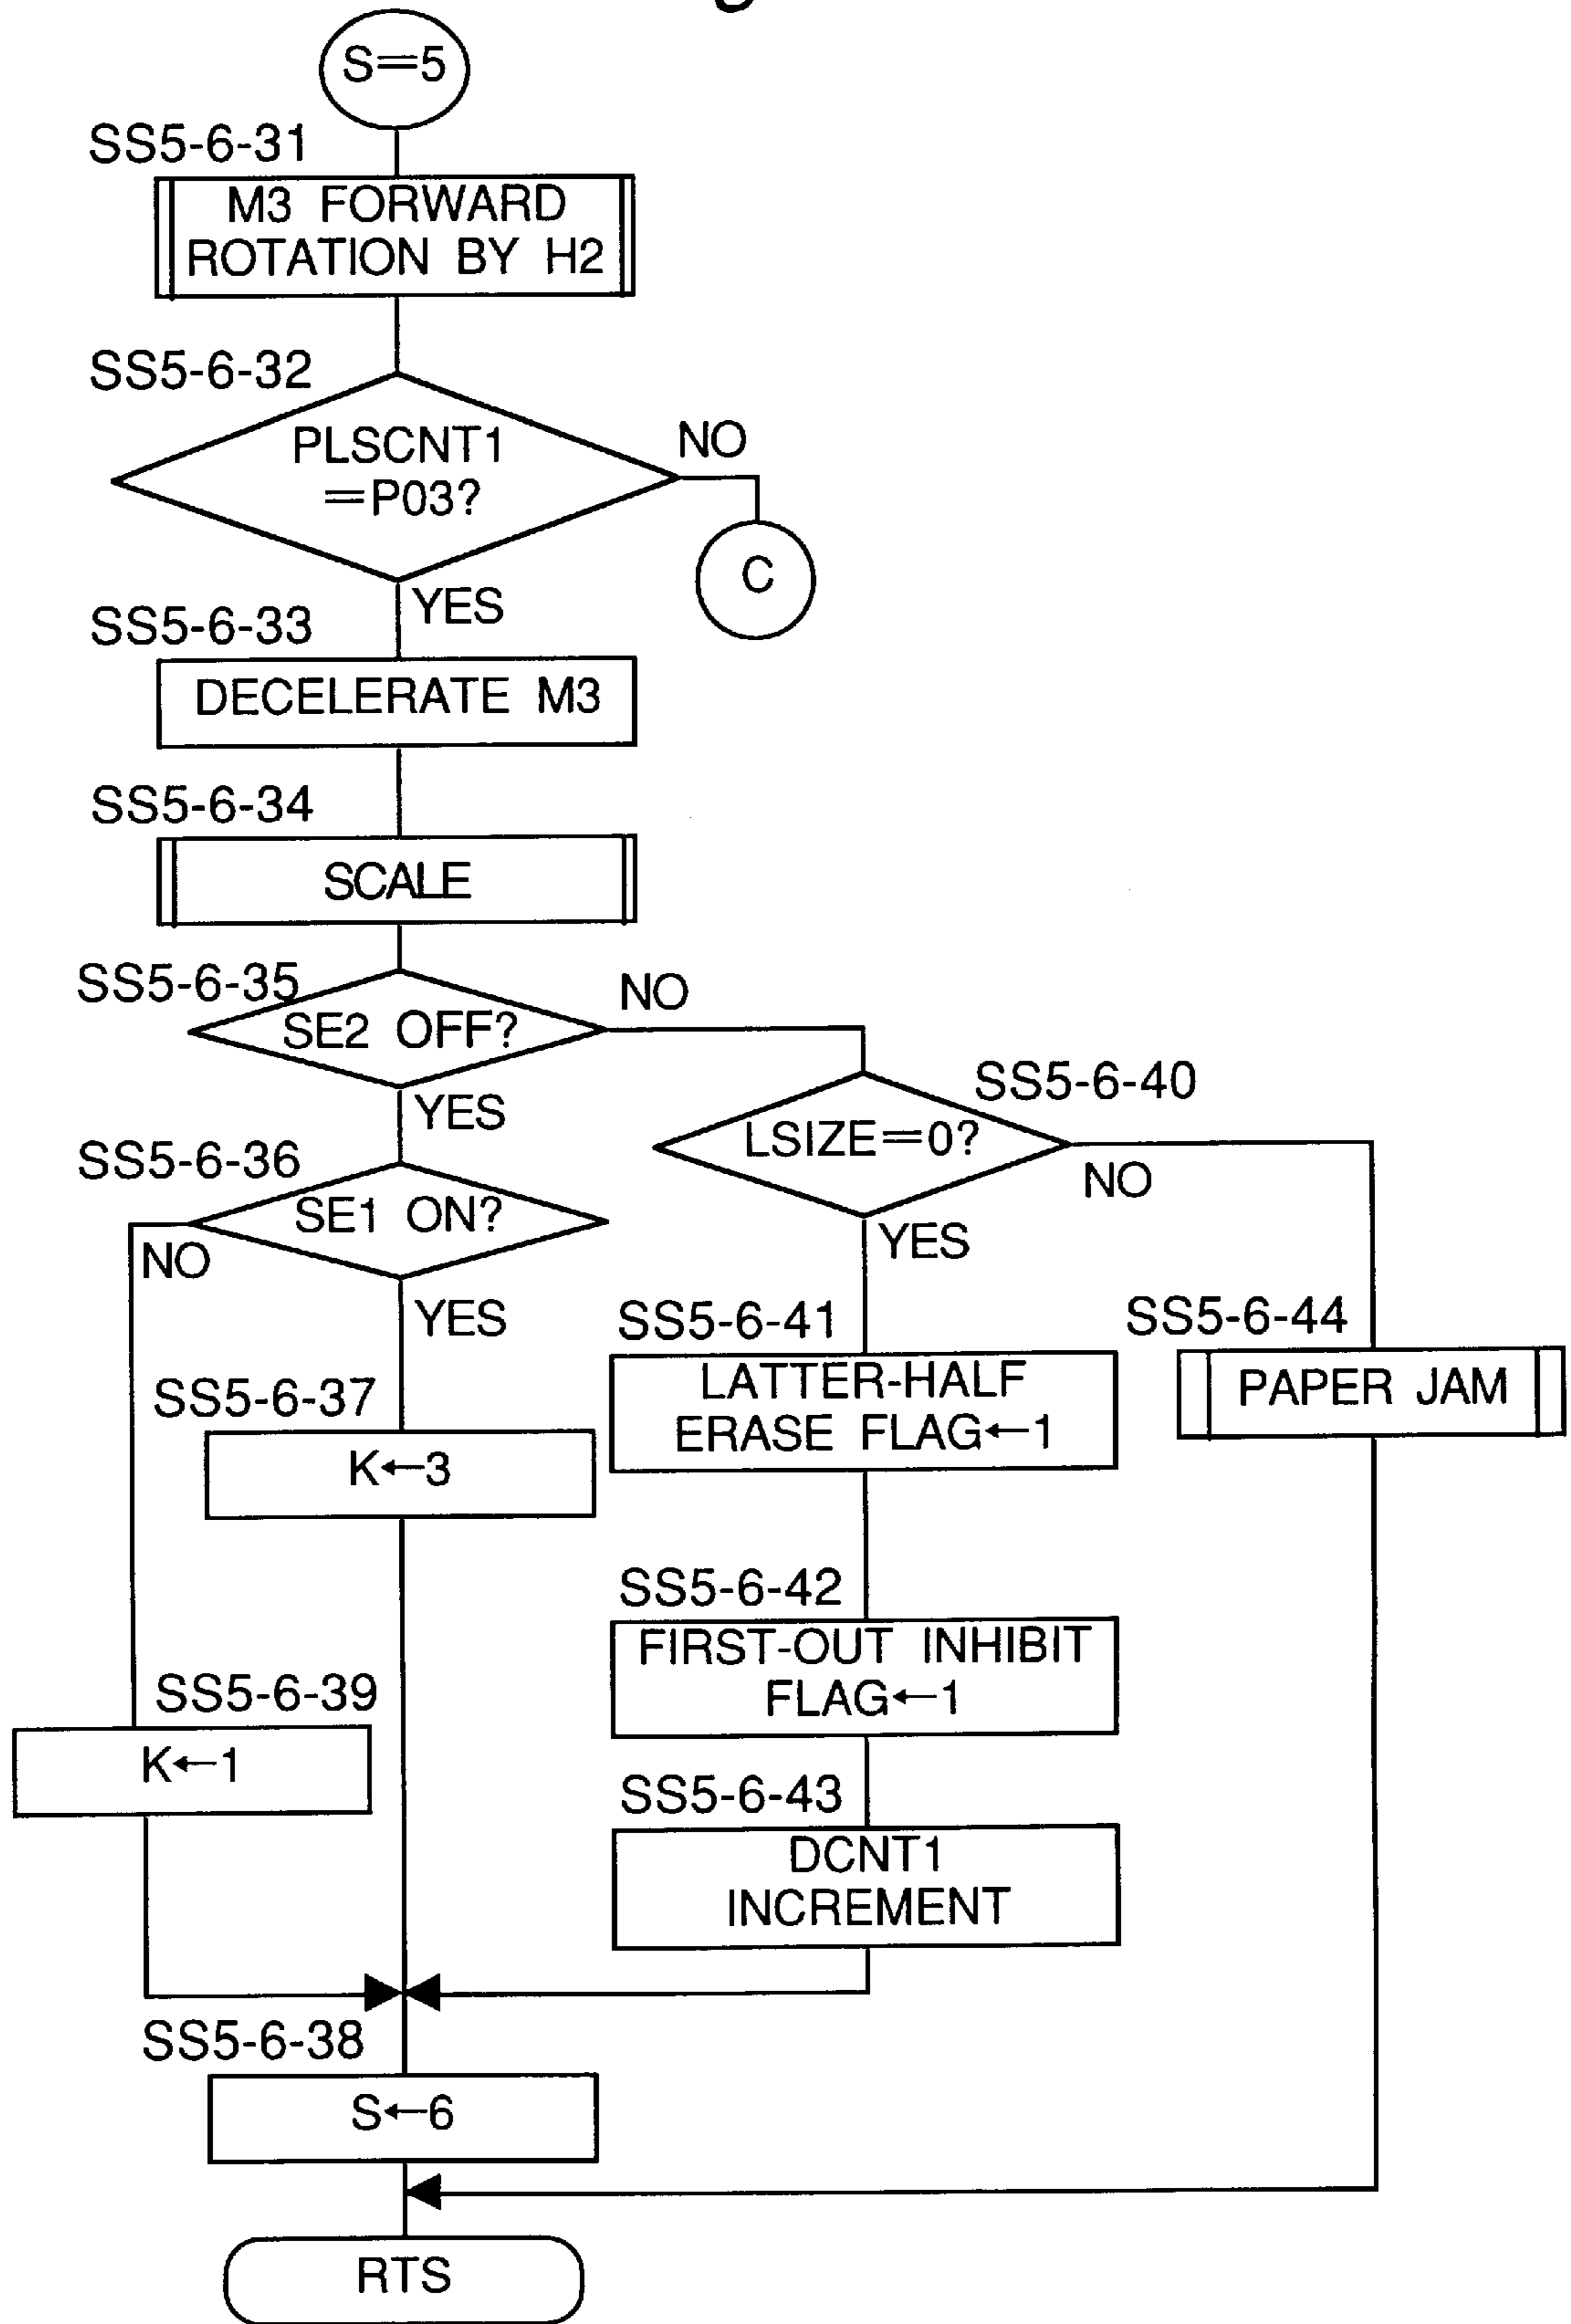 S=5
SS5-6-31
M3 FORWARD
ROTATION BY H2
SS5-6-32
PLSCNT1
=P03?
NO
C
YES
SS5-6-33
DECELERATE M3
SS5-6-34
SCALE
SS5-6-35
SE2 OFF?
NO
YES
SS5-6-40
LSIZE=0?
NO
YES
SS5-6-36
SE1 ON?
NO
YES
SS5-6-37
K←3
SS5-6-41
LATTER-HALF
ERASE FLAG←1
SS5-6-44
PAPER JAM
SS5-6-42
FIRST-OUT INHIBIT
FLAG←1
SS5-6-39
K←1
SS5-6-43
DCNT1
INCREMENT
SS5-6-38
S←6
RTS